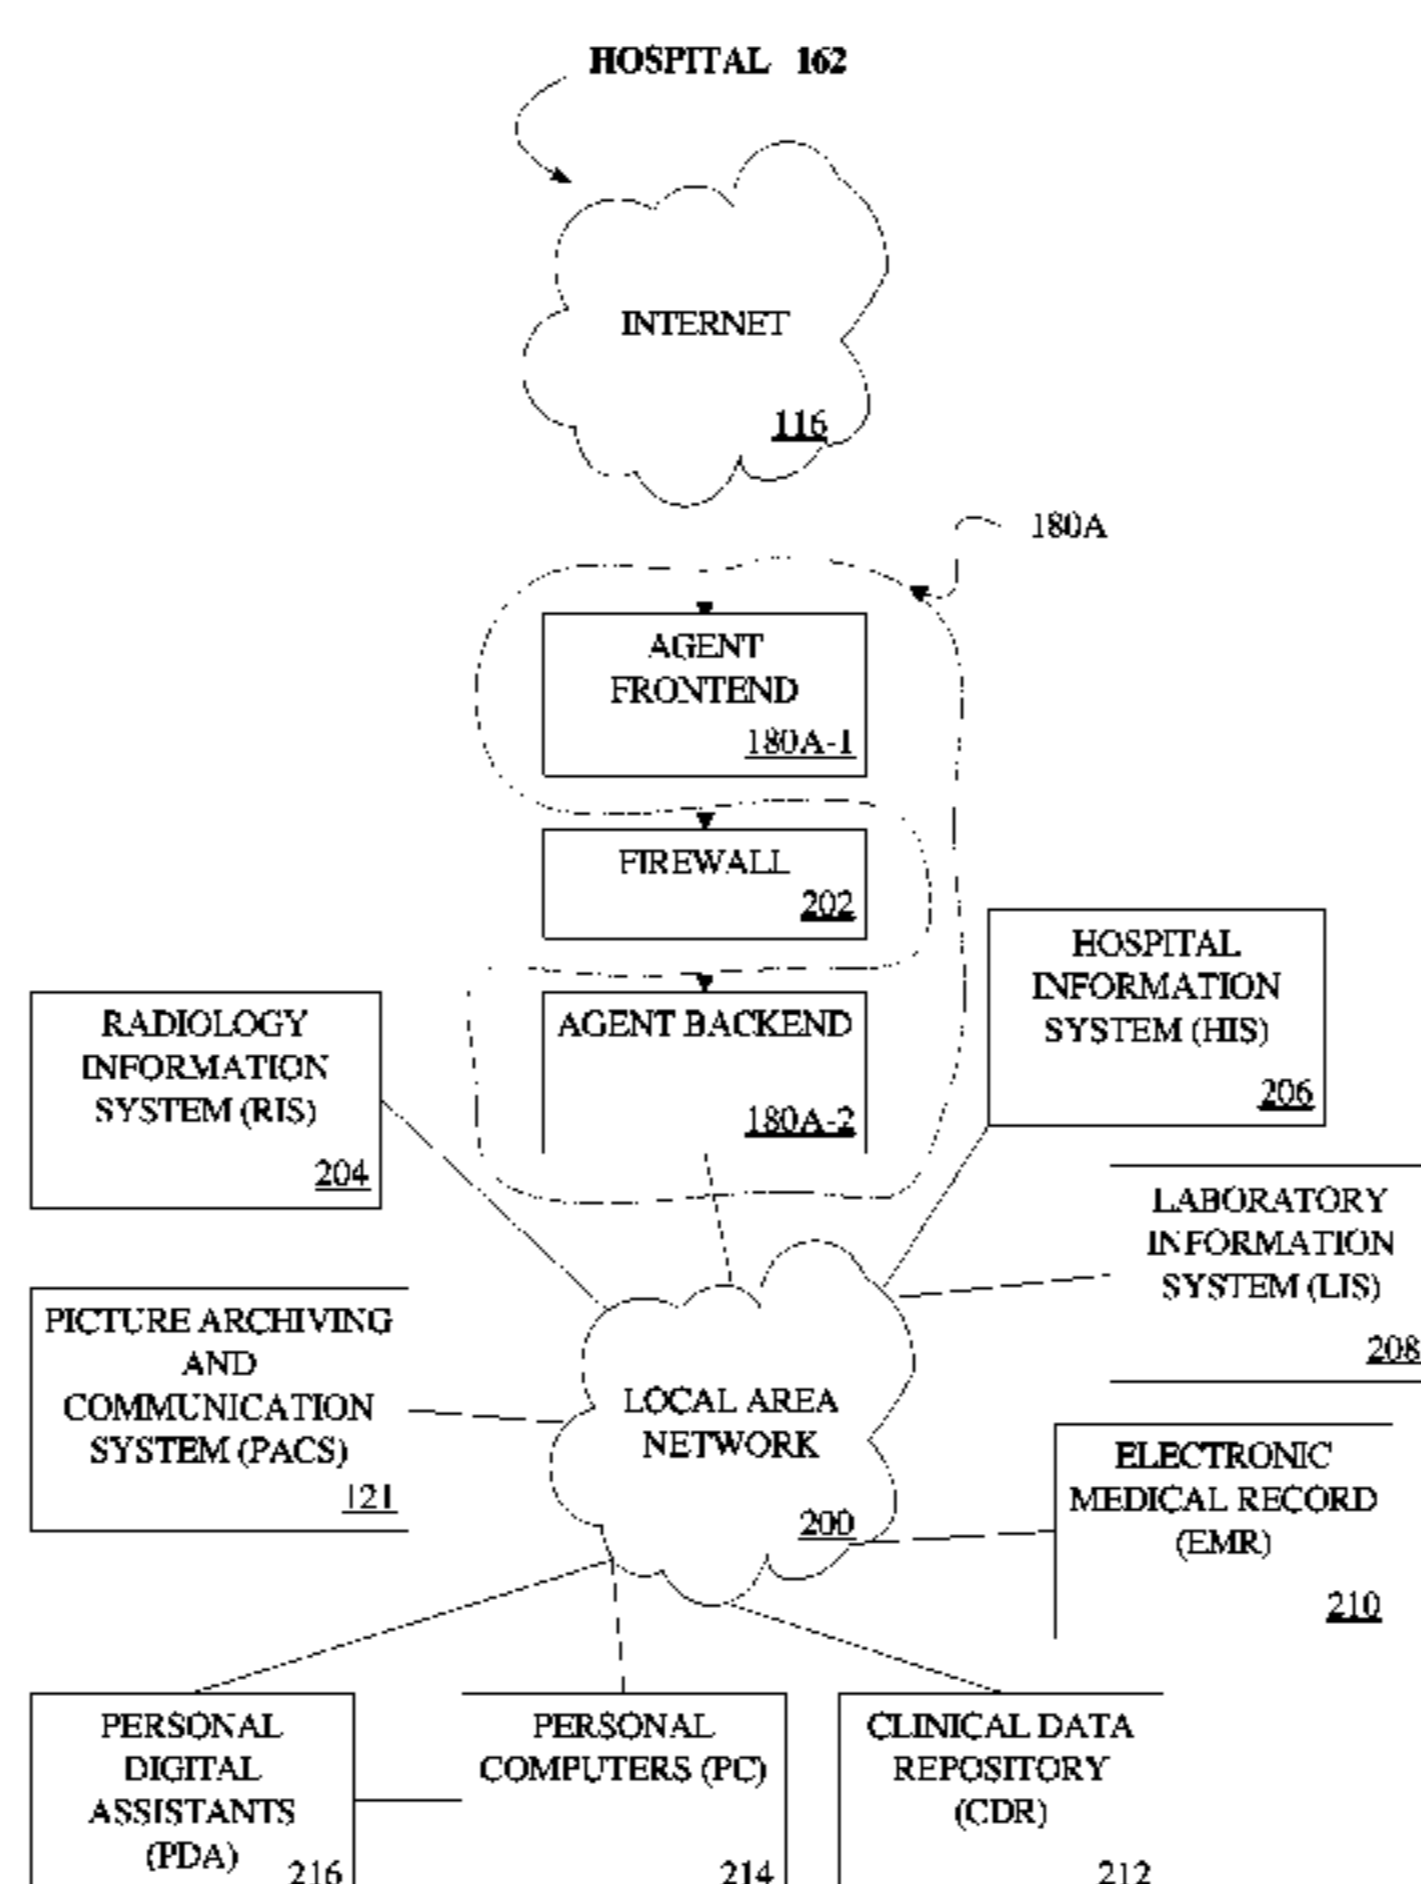 HOSPITAL 162
INTERNET
116
180A
AGENT
FRONTEND
180A-1
FIREWALL
202
HOSPITAL
INFORMATION
SYSTEM (HIS)
206
RADIOLOGY
INFORMATION
SYSTEM (RIS)
204
AGENT BACKEND
180A-2
LABORATORY
INFORMATION
SYSTEM (LIS)
208
PICTURE ARCHIVING
AND
COMMUNICATION
SYSTEM (PACS)
121
LOCAL AREA
NETWORK
200
ELECTRONIC
MEDICAL RECORD
(EMR)
210
PERSONAL
DIGITAL
ASSISTANTS
(PDA)
216
PERSONAL
COMPUTERS (PC)
214
CLINICAL DATA
REPOSITORY
(CDR)
212